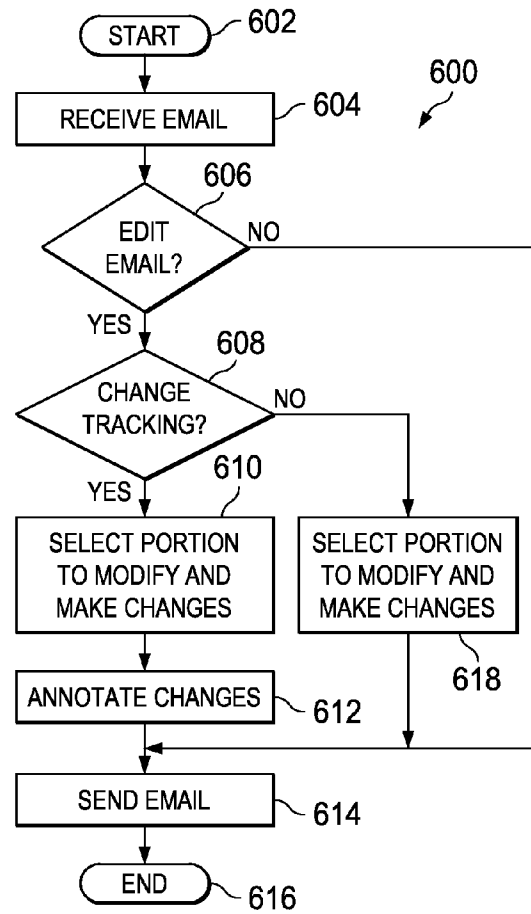 START
602
600
RECEIVE EMAIL
604
606
EDIT
EMAIL?
NO
YES
608
CHANGE
TRACKING?
NO
YES
610
SELECT PORTION
TO MODIFY AND
MAKE CHANGES
SELECT PORTION
TO MODIFY AND
MAKE CHANGES
618
ANNOTATE CHANGES
612
SEND EMAIL
614
END
616